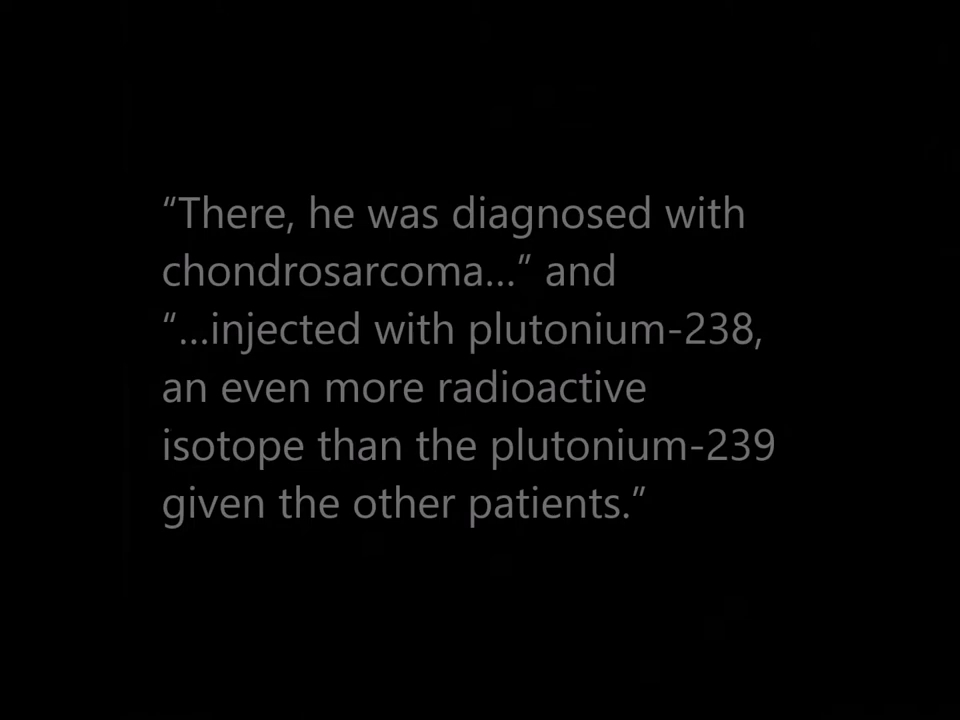 “There, he was diagnosed with
chondrosarcoma…” and
“…injected with plutonium-238,
an even more radioactive
isotope than the plutonium-239
given the other patients.”